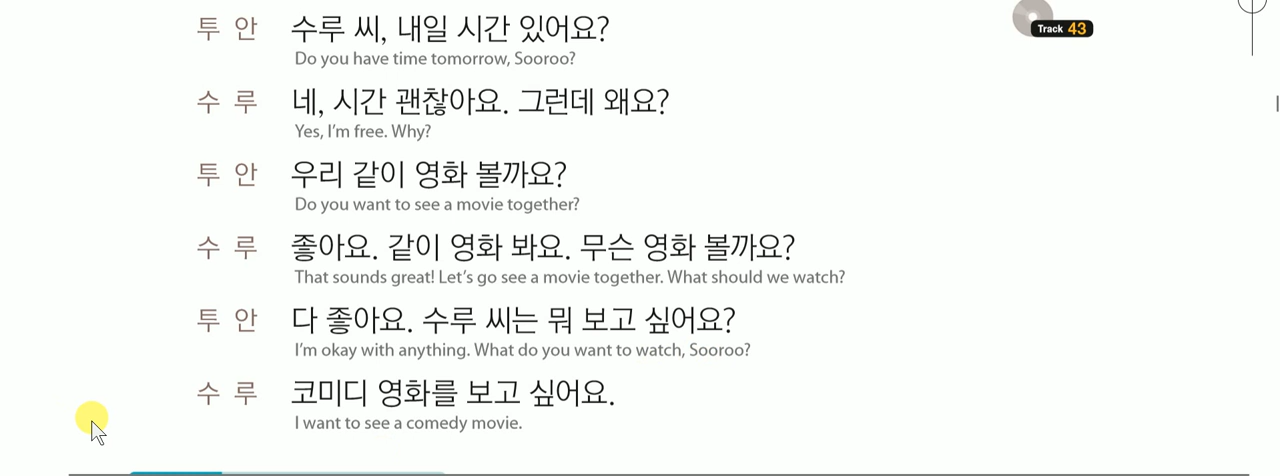 투 안 수루 씨, 내일 시간 있어요?
Do you have time tomorrow, Sooroo?
Track 43
수 루 네, 시간 괜찮아요. 그런데 왜요?
Yes, I'm free. Why?
투 안 우리 같이 영화 볼까요?
Do you want to see a movie together?
수 루 좋아요. 같이 영화 봐요. 무슨 영화 볼까요?
That sounds great! Let's go see a movie together. What should we watch?
투 안 다 좋아요. 수루 씨는 뭐 보고 싶어요?
I'm okay with anything. What do you want to watch, Sooroo?
수 루 코미디 영화를 보고 싶어요.
I want to see a comedy movie.